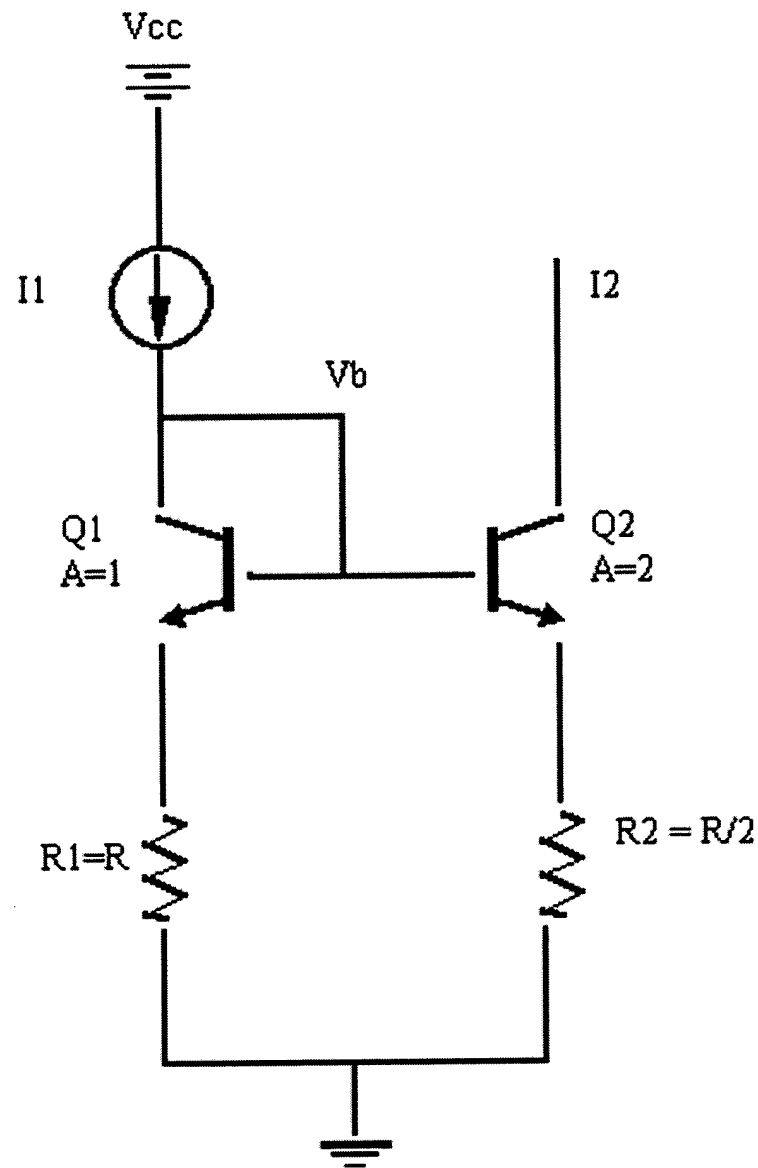 Vcc
I1
I2
Vb
Q1
A=1
Q2
A=2
R1=R
R2 = R/2